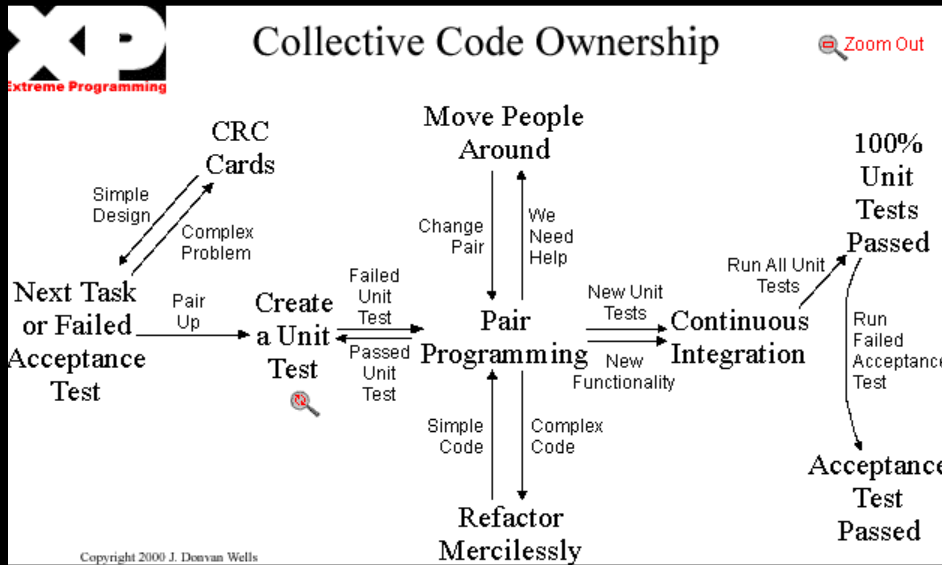 XP
Extreme Programming
Collective Code Ownership
Zoom Out
CRC
Cards
Simple
Design
Complex
Problem
Next Task
or Failed
Acceptance
Test
Pair
Up
Create
a Unit
Test
Failed
Unit
Test
Passed
Unit
Test
Move People
Around
Change
Pair
We
Need
Help
Pair
Programming
Simple
Code
Complex
Code
Refactor
Mercilessly
New Unit
Tests
New
Functionality
Continuous
Integration
Run All Unit
Tests
100%
Unit
Tests
Passed
Run
Failed
Acceptance
Test
Acceptance
Test
Passed
Copyright 2000 J. Donvan Wells